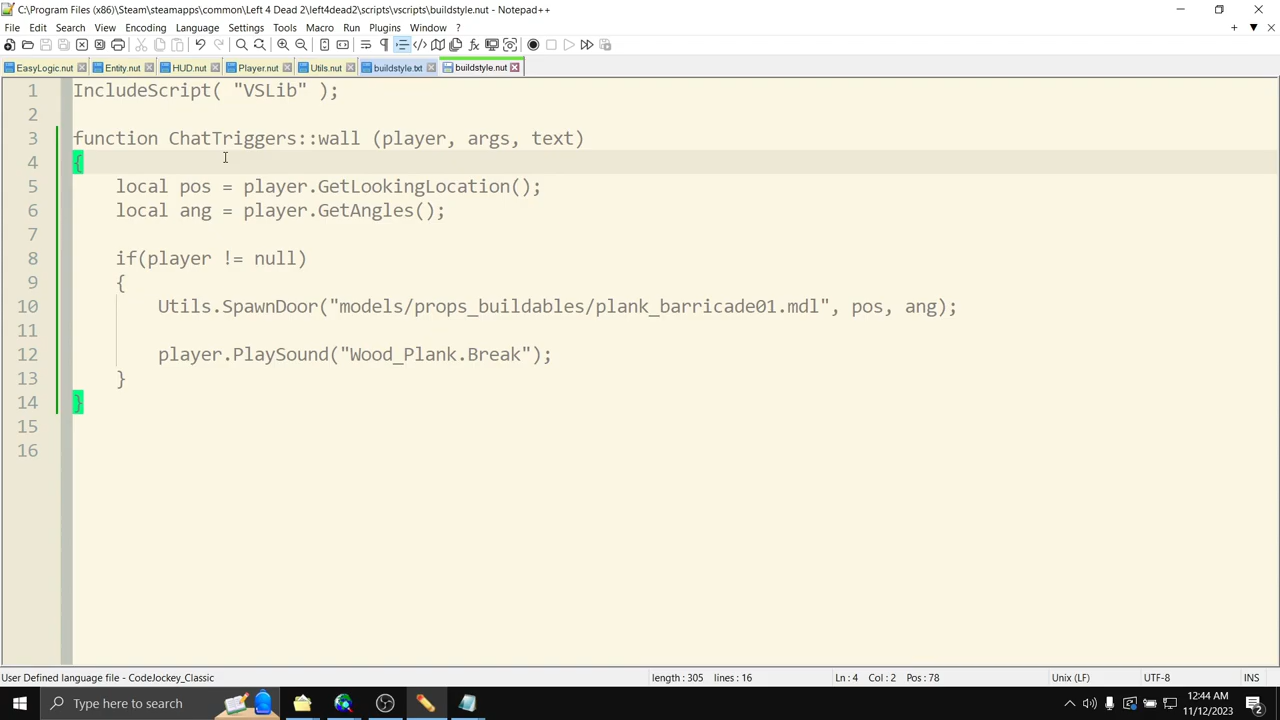 C:\Program Files (x86)\Steam\steamapps\common\Left 4 Dead 2\left4dead2\scripts\vscripts\buildstyle.nut - Notepad++
File Edit Search View Encoding Language Settings Tools Macro Run Plugins Window ?
EasyLogic.nut Entity.nut HUD.nut Player.nut Utils.nut buildstyle.txt buildstyle.nut
1 IncludeScript( "VSLib" );
2
3 function ChatTriggers::wall (player, args, text)
4 {
5 local pos = player.GetLookingLocation();
6 local ang = player.GetAngles();
7
8 if(player != null)
9 {
10 Utils.SpawnDoor("models/props_buildables/plank_barricade01.mdl", pos, ang);
11
12 player.PlaySound("Wood_Plank.Break");
13 }
14 }
15
16
User Defined language file - CodeJockey_Classic length : 305 lines : 16 Ln : 4 Col : 2 Pos : 78 Unix (LF) UTF-8 INS
Type here to search
12:44 AM
11/12/2023
2